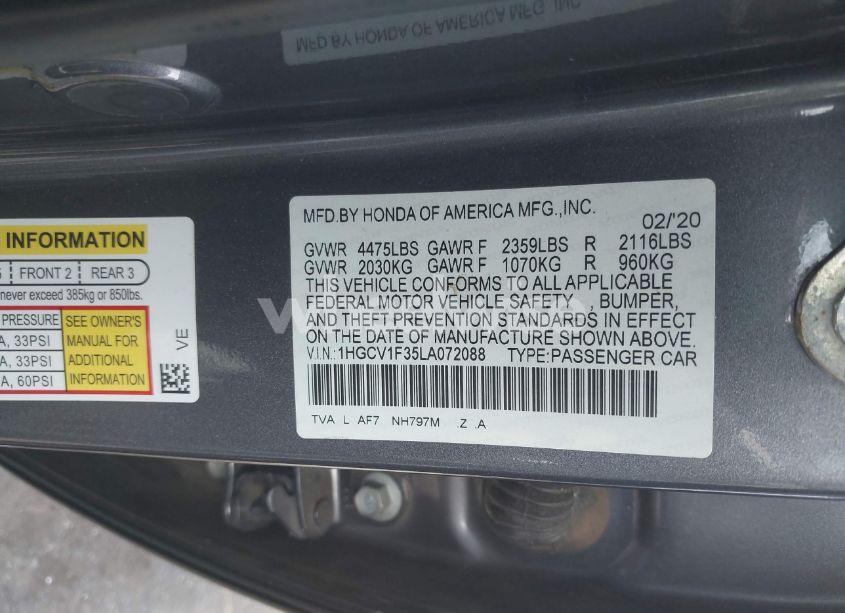 MFD.BY HONDA OF AMERICA MFG.,INC.
MFD.BY HONDA OF AMERICA MFG.,INC.
02/'20
GVWR 4475LBS GAWR F 2359LBS R 2116LBS
GVWR 2030KG GAWR F 1070KG R 960KG
THIS VEHICLE CONFORMS TO ALL APPLICABLE
FEDERAL MOTOR VEHICLE SAFETY , BUMPER,
AND THEFT PREVENTION STANDARDS IN EFFECT
ON THE DATE OF MANUFACTURE SHOWN ABOVE.
V.I.N.:1HGCV1F35LA072088 TYPE:PASSENGER CAR
TVA L AF7 NH797M .Z .A
INFORMATION
FRONT 2 REAR 3
never exceed 385kg or 850lbs.
PRESSURE
, 33PSI
, 33PSI
, 60PSI
SEE OWNER'S
MANUAL FOR
ADDITIONAL
INFORMATION
VE